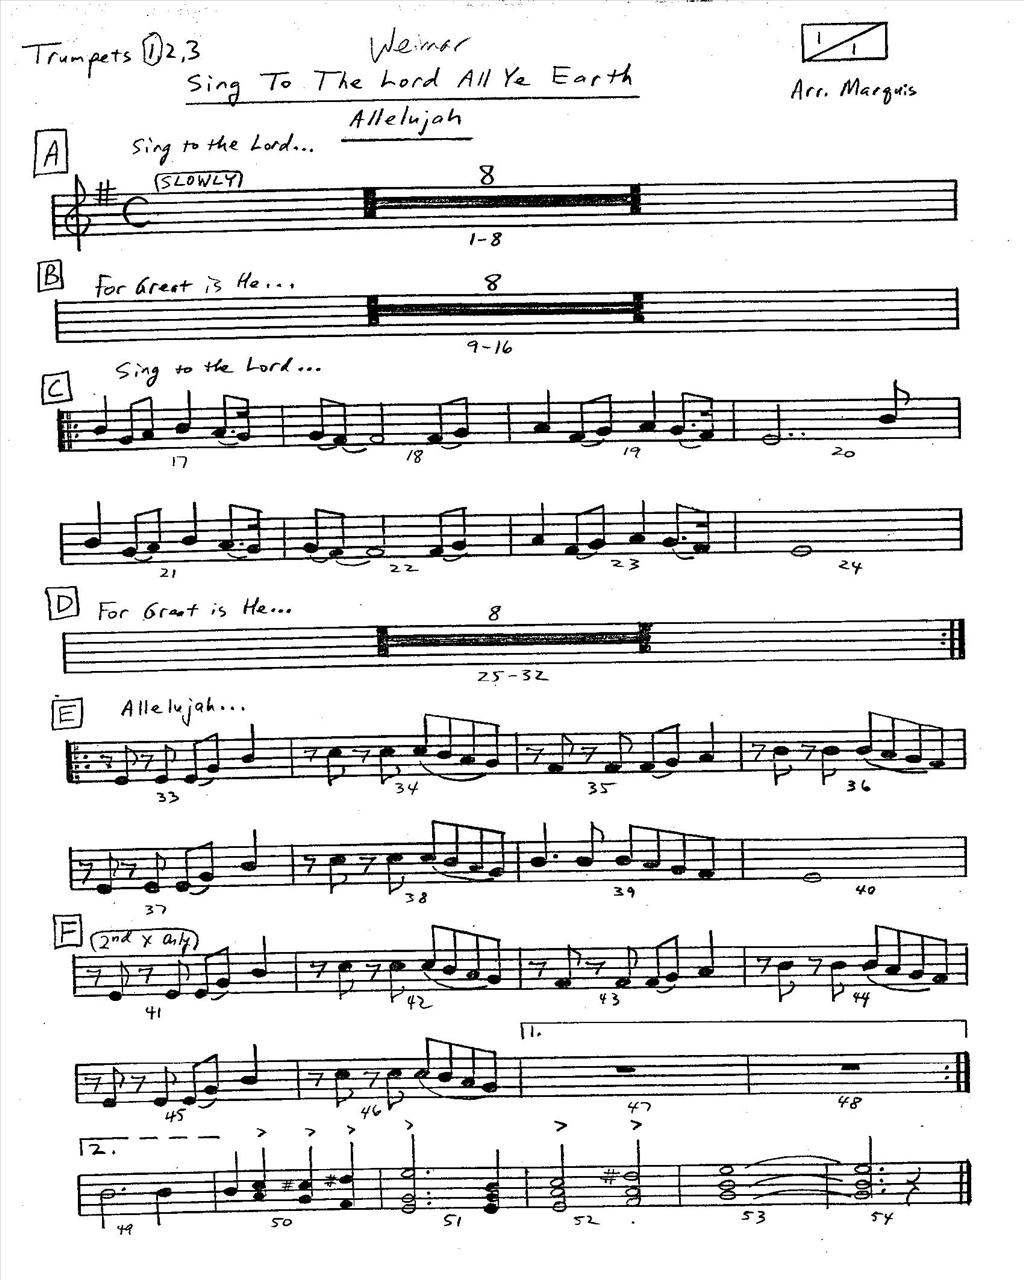 Trumpets 1 2, 3
Weimar
1/1
Sing To The Lord All Ye Earth
Arr. Marquis
Allelujah
A
Sing to the Lord...
SLOWLY
8
1-8
B
For Great is He...
8
9-16
Sing to the Lord...
C
17 18 19 20
21 22 23 24
D
For Great is He...
8
25-32
E
Allelujah...
33 34 35 36
37 38 39 40
F
2nd x only
41 42 43 44
1.
45 46 47 48
2.
49 50 51 52 53 54